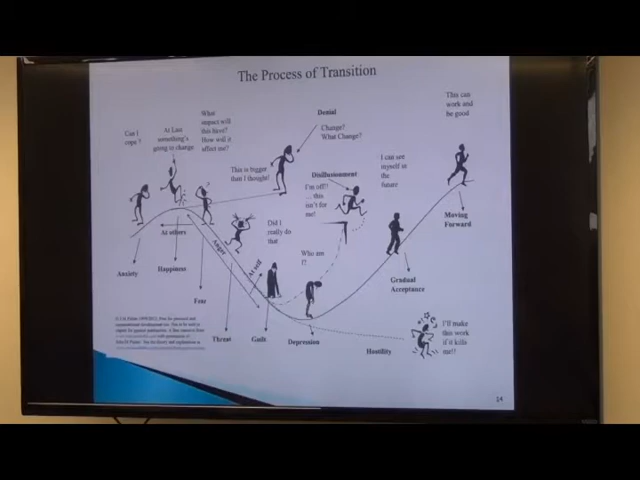 The Process of Transition
This can
work and
be good
What
impact will
this have?
How will it
affect me?
Denial
At Last
something's
going to change
Can I
cope ?
Change?
What Change?
I can see
myself in
the
future
This is bigger
than I thought!
Disillusionment
I'm off!!
... this
isn't for
me!
Did I
really do
that
Moving
Forward
At others
Anger
Who am
I?
At self
Anxiety
Happiness
Gradual
Acceptance
Fear
Threat
Guilt
Depression
Hostility
I'll make
this work
if it kills
me!!
14